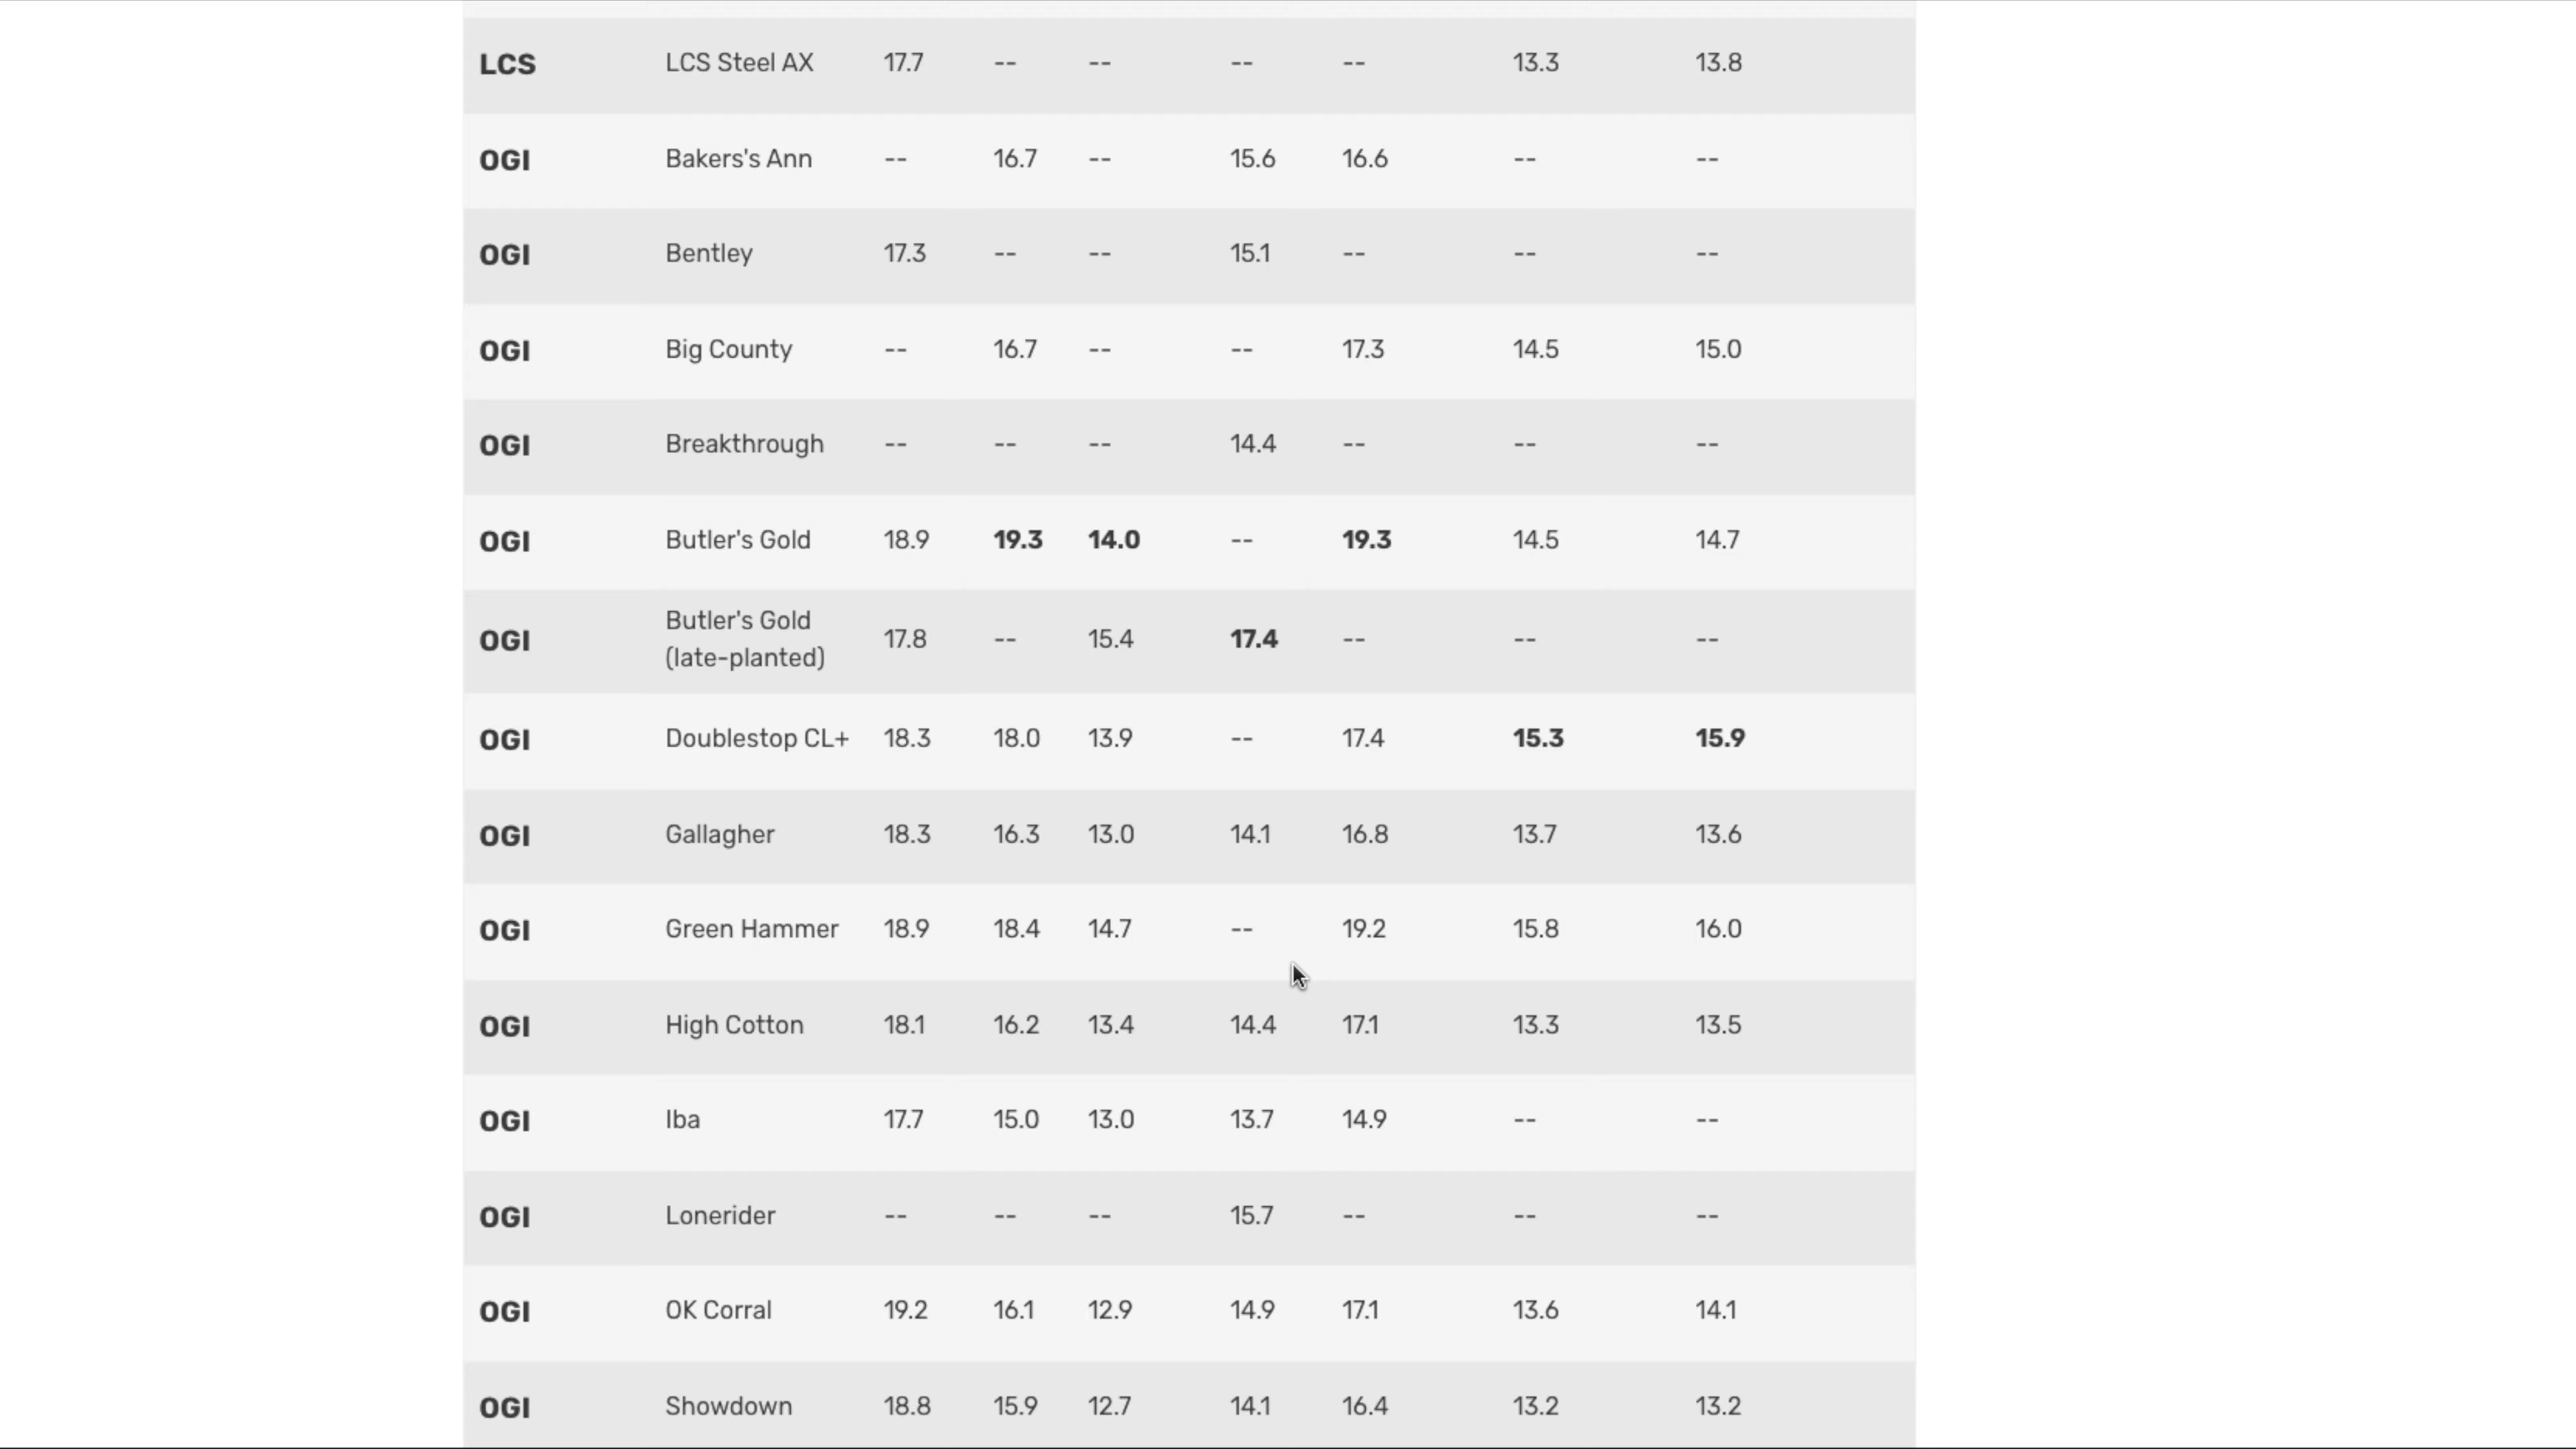 LCS LCS Steel AX 17.7 -- -- -- -- 13.3 13.8
OGI Bakers's Ann -- 16.7 -- 15.6 16.6 -- --
OGI Bentley 17.3 -- -- 15.1 -- -- --
OGI Big County -- 16.7 -- -- 17.3 14.5 15.0
OGI Breakthrough -- -- -- 14.4 -- -- --
OGI Butler's Gold 18.9 19.3 14.0 -- 19.3 14.5 14.7
OGI Butler's Gold
(late-planted) 17.8 -- 15.4 17.4 -- -- --
OGI Doublestop CL+ 18.3 18.0 13.9 -- 17.4 15.3 15.9
OGI Gallagher 18.3 16.3 13.0 14.1 16.8 13.7 13.6
OGI Green Hammer 18.9 18.4 14.7 -- 19.2 15.8 16.0
OGI High Cotton 18.1 16.2 13.4 14.4 17.1 13.3 13.5
OGI Iba 17.7 15.0 13.0 13.7 14.9 -- --
OGI Lonerider -- -- -- 15.7 -- -- --
OGI OK Corral 19.2 16.1 12.9 14.9 17.1 13.6 14.1
OGI Showdown 18.8 15.9 12.7 14.1 16.4 13.2 13.2